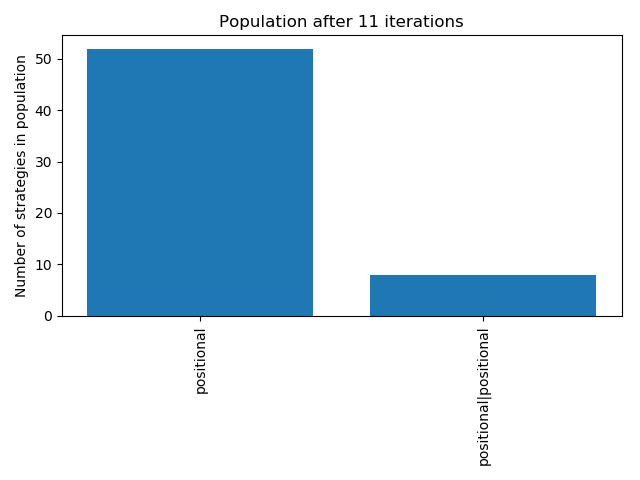 Population after 11 iterations
Number of strategies in population
50
40
30
20
10
0
positional
positional|positional